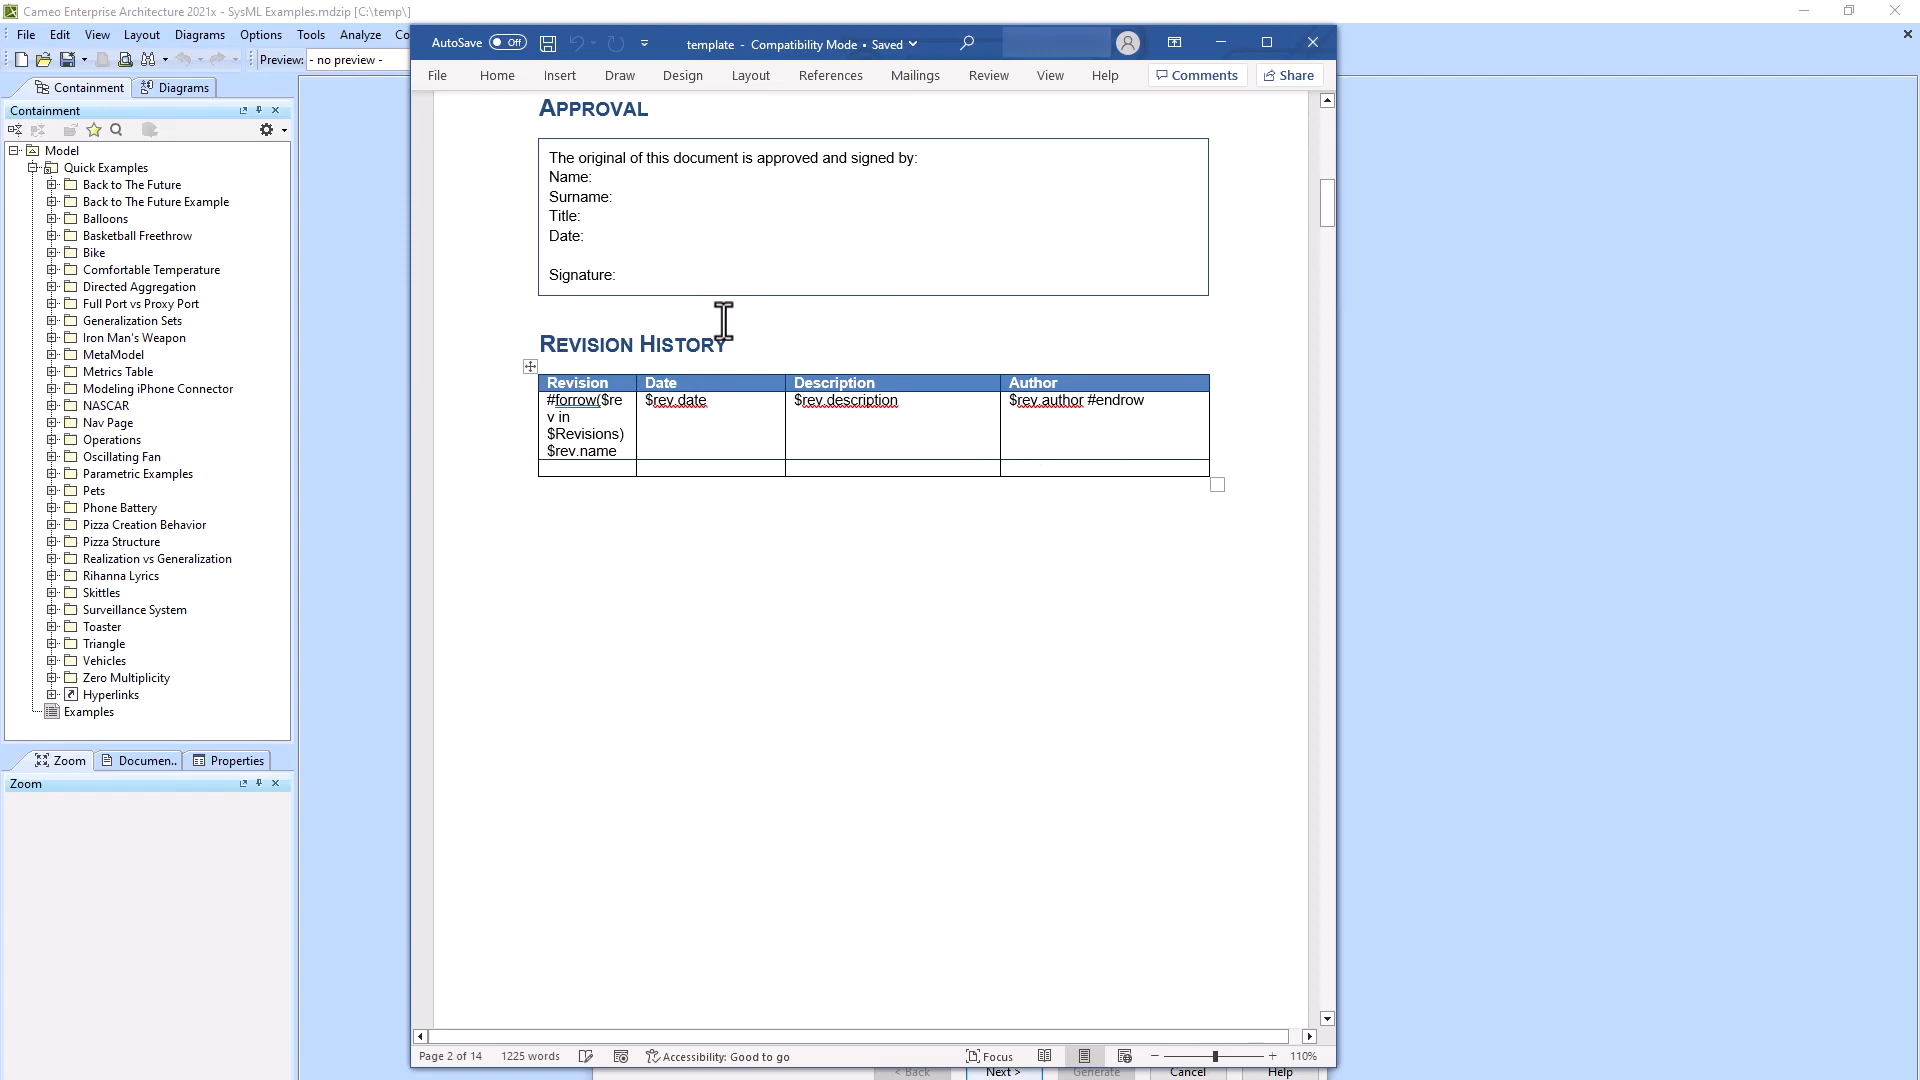 Cameo Enterprise Architecture 2021x - SysML Examples.mdzip [C:\temp\]
File Edit View Layout Diagrams Options Tools Analyze Co
Preview: - no preview -
Containment Diagrams
Containment
Model
Quick Examples
Back to The Future
Back to The Future Example
Balloons
Basketball Freethrow
Bike
Comfortable Temperature
Directed Aggregation
Full Port vs Proxy Port
Generalization Sets
Iron Man's Weapon
MetaModel
Metrics Table
Modeling iPhone Connector
NASCAR
Nav Page
Operations
Oscillating Fan
Parametric Examples
Pets
Phone Battery
Pizza Creation Behavior
Pizza Structure
Realization vs Generalization
Rihanna Lyrics
Skittles
Surveillance System
Toaster
Triangle
Vehicles
Zero Multiplicity
Hyperlinks
Examples
Zoom Documen.. Properties
Zoom
AutoSave Off template - Compatibility Mode • Saved
File Home Insert Draw Design Layout References Mailings Review View Help Comments Share
APPROVAL
The original of this document is approved and signed by:
Name:
Surname:
Title:
Date:
Signature:
REVISION HISTORY
Revision Date Description Author
#forrow($re $rev.date $rev.description $rev.author #endrow
v in
$Revisions)
$rev.name
Page 2 of 14 1225 words Accessibility: Good to go Focus 110%
< Back Next > Generate Cancel Help